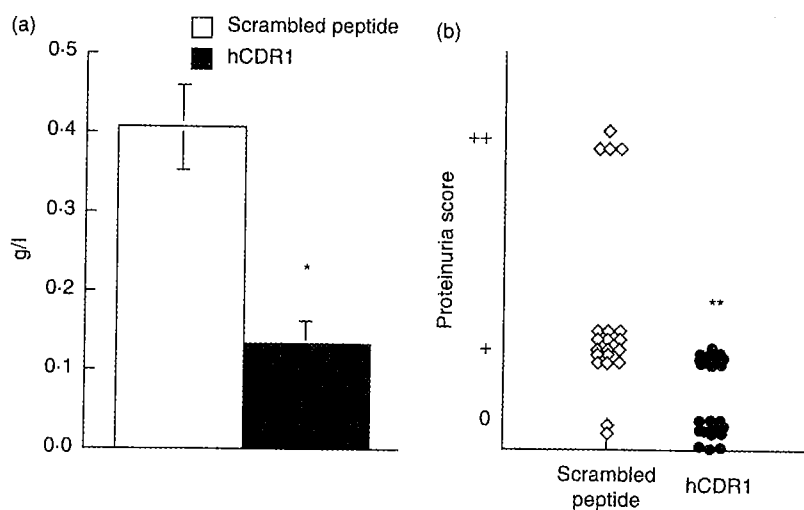 (a)
Scrambled peptide
hCDR1
0·5
0·4
0·3
0·2
0·1
0·0
g/l
*
(b)
Proteinuria score
++
+
0
**
Scrambled
peptide
hCDR1